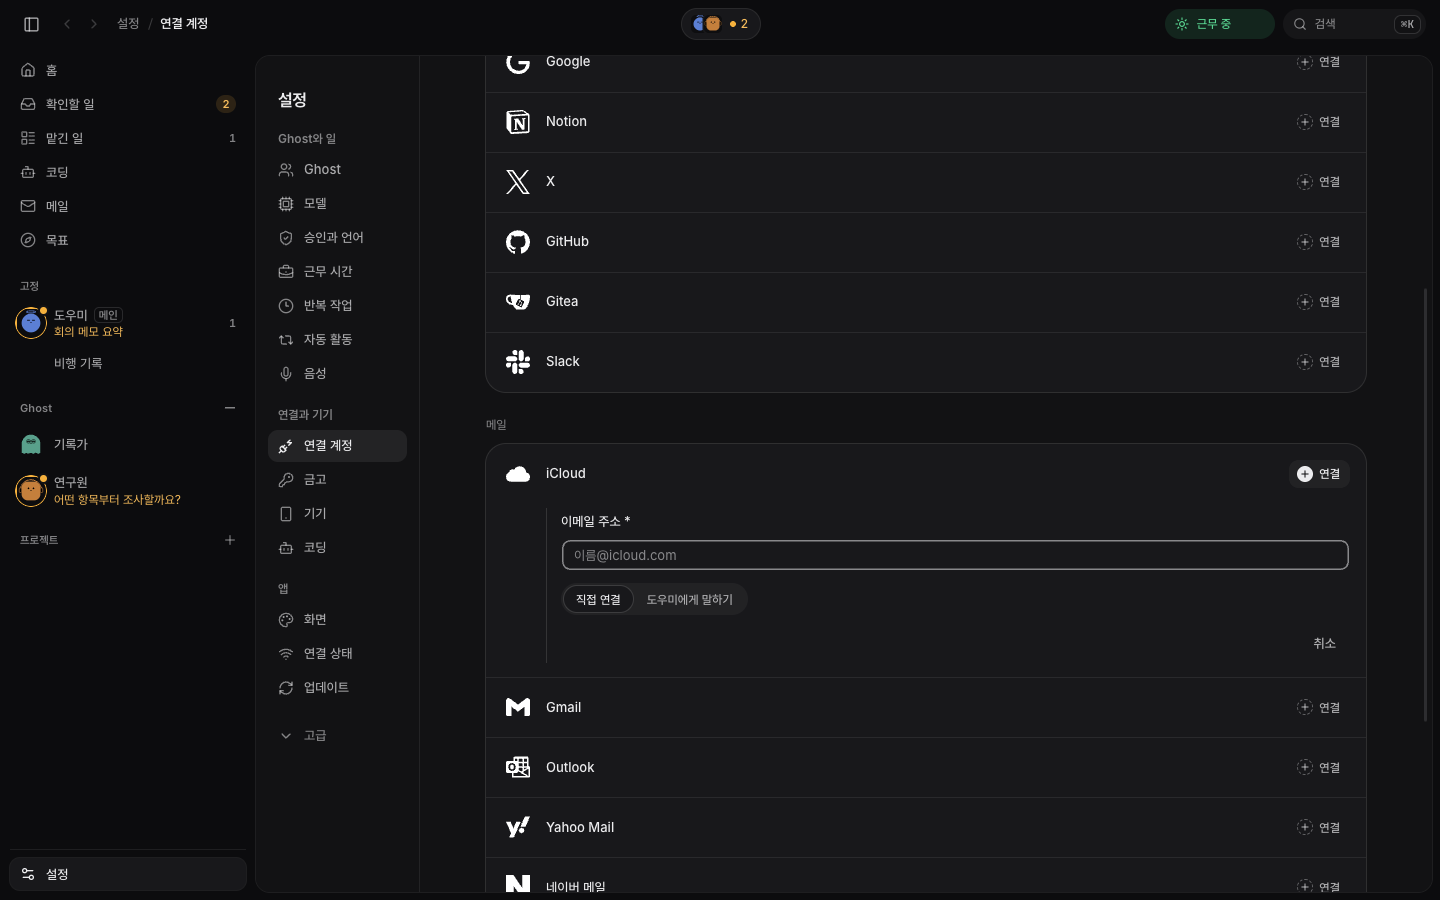 설정 / 연결 계정
2
근무 중
검색
⌘K
홈
확인할 일
2
맡긴 일
1
코딩
메일
목표
고정
도우미 메인
회의 메모 요약
1
비행 기록
Ghost
기록가
연구원
어떤 항목부터 조사할까요?
프로젝트
설정
설정
Ghost와 일
Ghost
모델
승인과 언어
근무 시간
반복 작업
자동 활동
음성
연결과 기기
연결 계정
금고
기기
코딩
앱
화면
연결 상태
업데이트
고급
Google
연결
Notion
연결
X
연결
GitHub
연결
Gitea
연결
Slack
연결
메일
iCloud
연결
이메일 주소 *
이름@icloud.com
직접 연결
도우미에게 말하기
취소
Gmail
연결
Outlook
연결
Yahoo Mail
연결
네이버 메일
연결